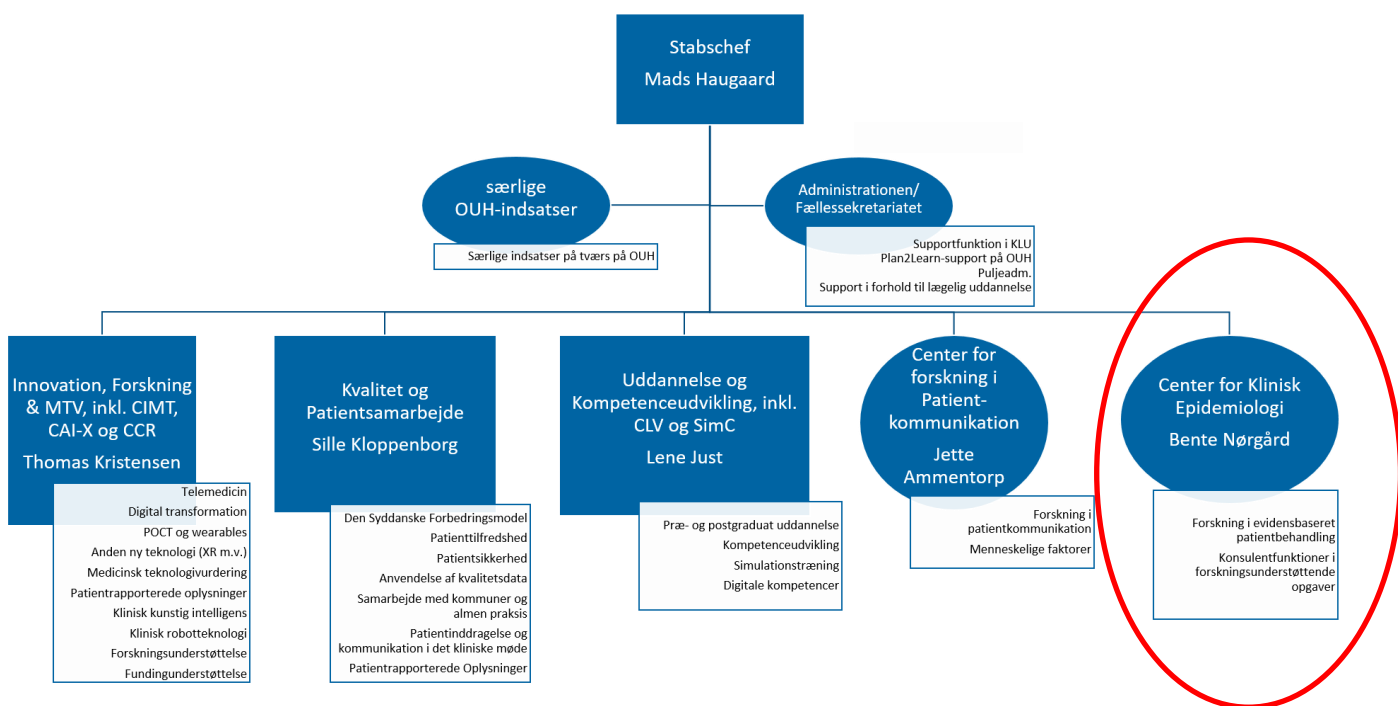 Stabschef
Mads Haugaard
særlige
OUH-indsatser
Særlige indsatser på tværs på OUH
Administrationen/
Fællessekretariatet
Supportfunktion i KLU
Plan2Learn-support på OUH
Puljeadm.
Support i forhold til lægelig uddannelse
Innovation, Forskning
& MTV, inkl. CIMT,
CAI-X og CCR
Thomas Kristensen
Telemedicin
Digital transformation
POCT og wearables
Anden ny teknologi (XR m.v.)
Medicinsk teknologivurdering
Patientrapporterede oplysninger
Klinisk kunstig intelligens
Klinisk robotteknologi
Forskningsunderstøttelse
Fundingunderstøttelse
Kvalitet og
Patientsamarbejde
Sille Kloppenborg
Den Syddanske Forbedringsmodel
Patienttilfredshed
Patientsikkerhed
Anvendelse af kvalitetsdata
Samarbejde med kommuner og
almen praksis
Patientinddragelse og
kommunikation i det kliniske møde
Patientrapporterede Oplysninger
Uddannelse og
Kompetenceudvikling, inkl.
CLV og SimC
Lene Just
Præ- og postgraduat uddannelse
Kompetenceudvikling
Simulationstræning
Digitale kompetencer
Center for
forskning i
Patient-
kommunikation
Jette
Ammentorp
Forskning i
patientkommunikation
Menneskelige faktorer
Center for Klinisk
Epidemiologi
Bente Nørgård
Forskning i evidensbaseret
patientbehandling
Konsulentfunktioner i
forskningsunderstøttende
opgaver